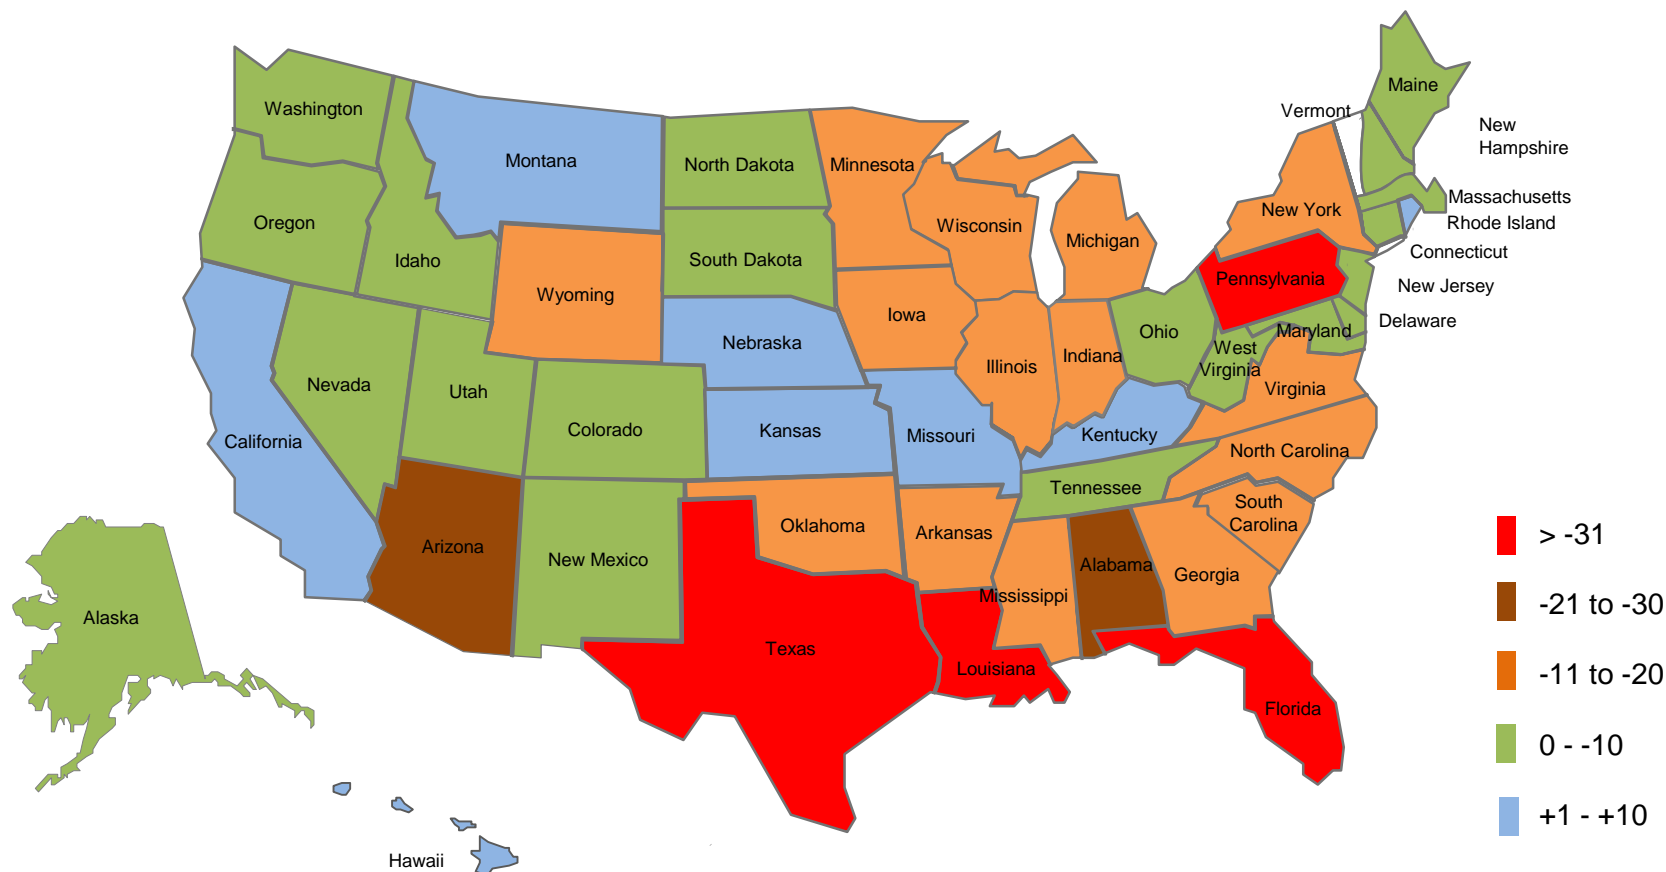 Maine
Vermont
Washington
New
Hampshire
Montana
North Dakota
Minnesota
Massachusetts
New York
Rhode Island
Oregon
Wisconsin
Michigan
Connecticut
Idaho
South Dakota
Pennsylvania
New Jersey
Wyoming
Iowa
Delaware
Ohio
Maryland
Nebraska
West
Virginia
Indiana
Illinois
Nevada
Utah
Virginia
Colorado
Kansas
Missouri
Kentucky
California
North Carolina
Tennessee
South
Carolina
Oklahoma
Arkansas
Arizona
New Mexico
Alabama
Georgia
Mississippi
Alaska
Texas
Louisiana
Florida
Hawaii
> -31
-21 to -30
-11 to -20
0 - -10
+1 - +10